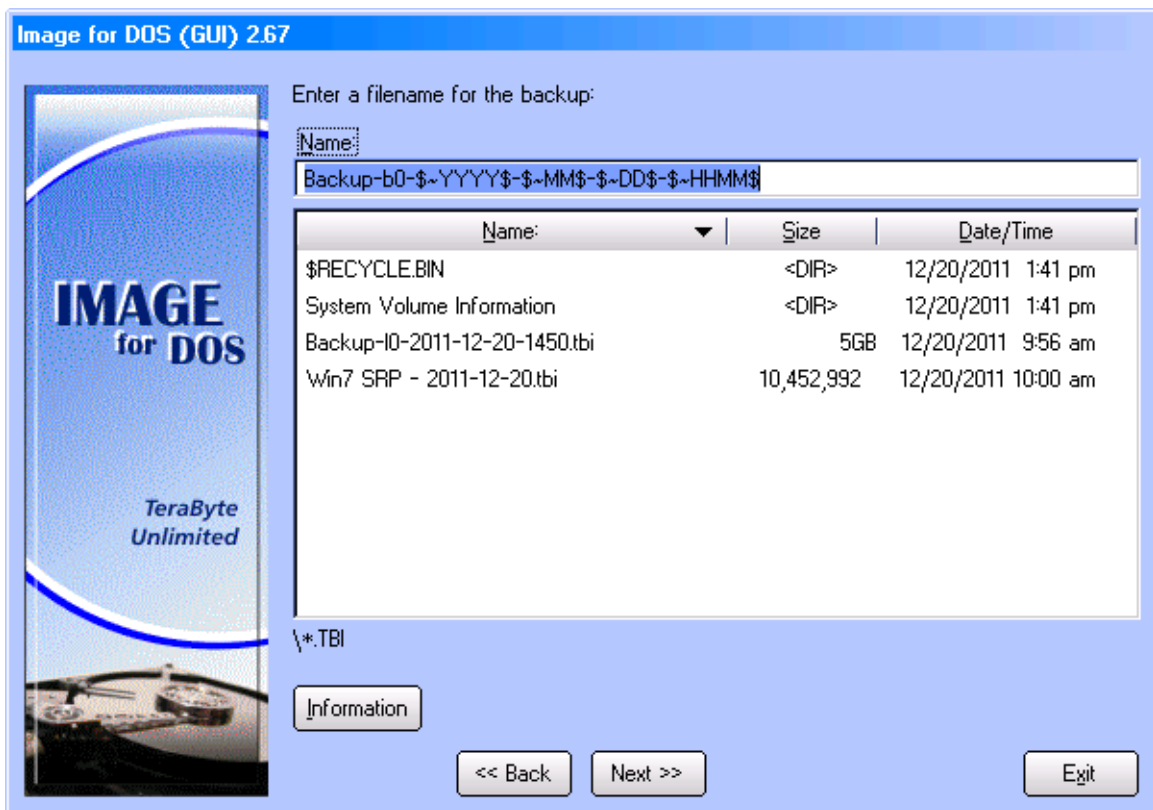 Image for DOS (GUI) 2.67
Enter a filename for the backup:
Name:
Backup-b0-$~YYYY$-$~MM$-$~DD$-$~HHMM$
Name: Size Date/Time
$RECYCLE.BIN <DIR> 12/20/2011 1:41 pm
System Volume Information <DIR> 12/20/2011 1:41 pm
Backup-l0-2011-12-20-1450.tbi 5GB 12/20/2011 9:56 am
Win7 SRP - 2011-12-20.tbi 10,452,992 12/20/2011 10:00 am
IMAGE
for DOS
TeraByte
Unlimited
\*.TBI
Information
<< Back Next >> Exit